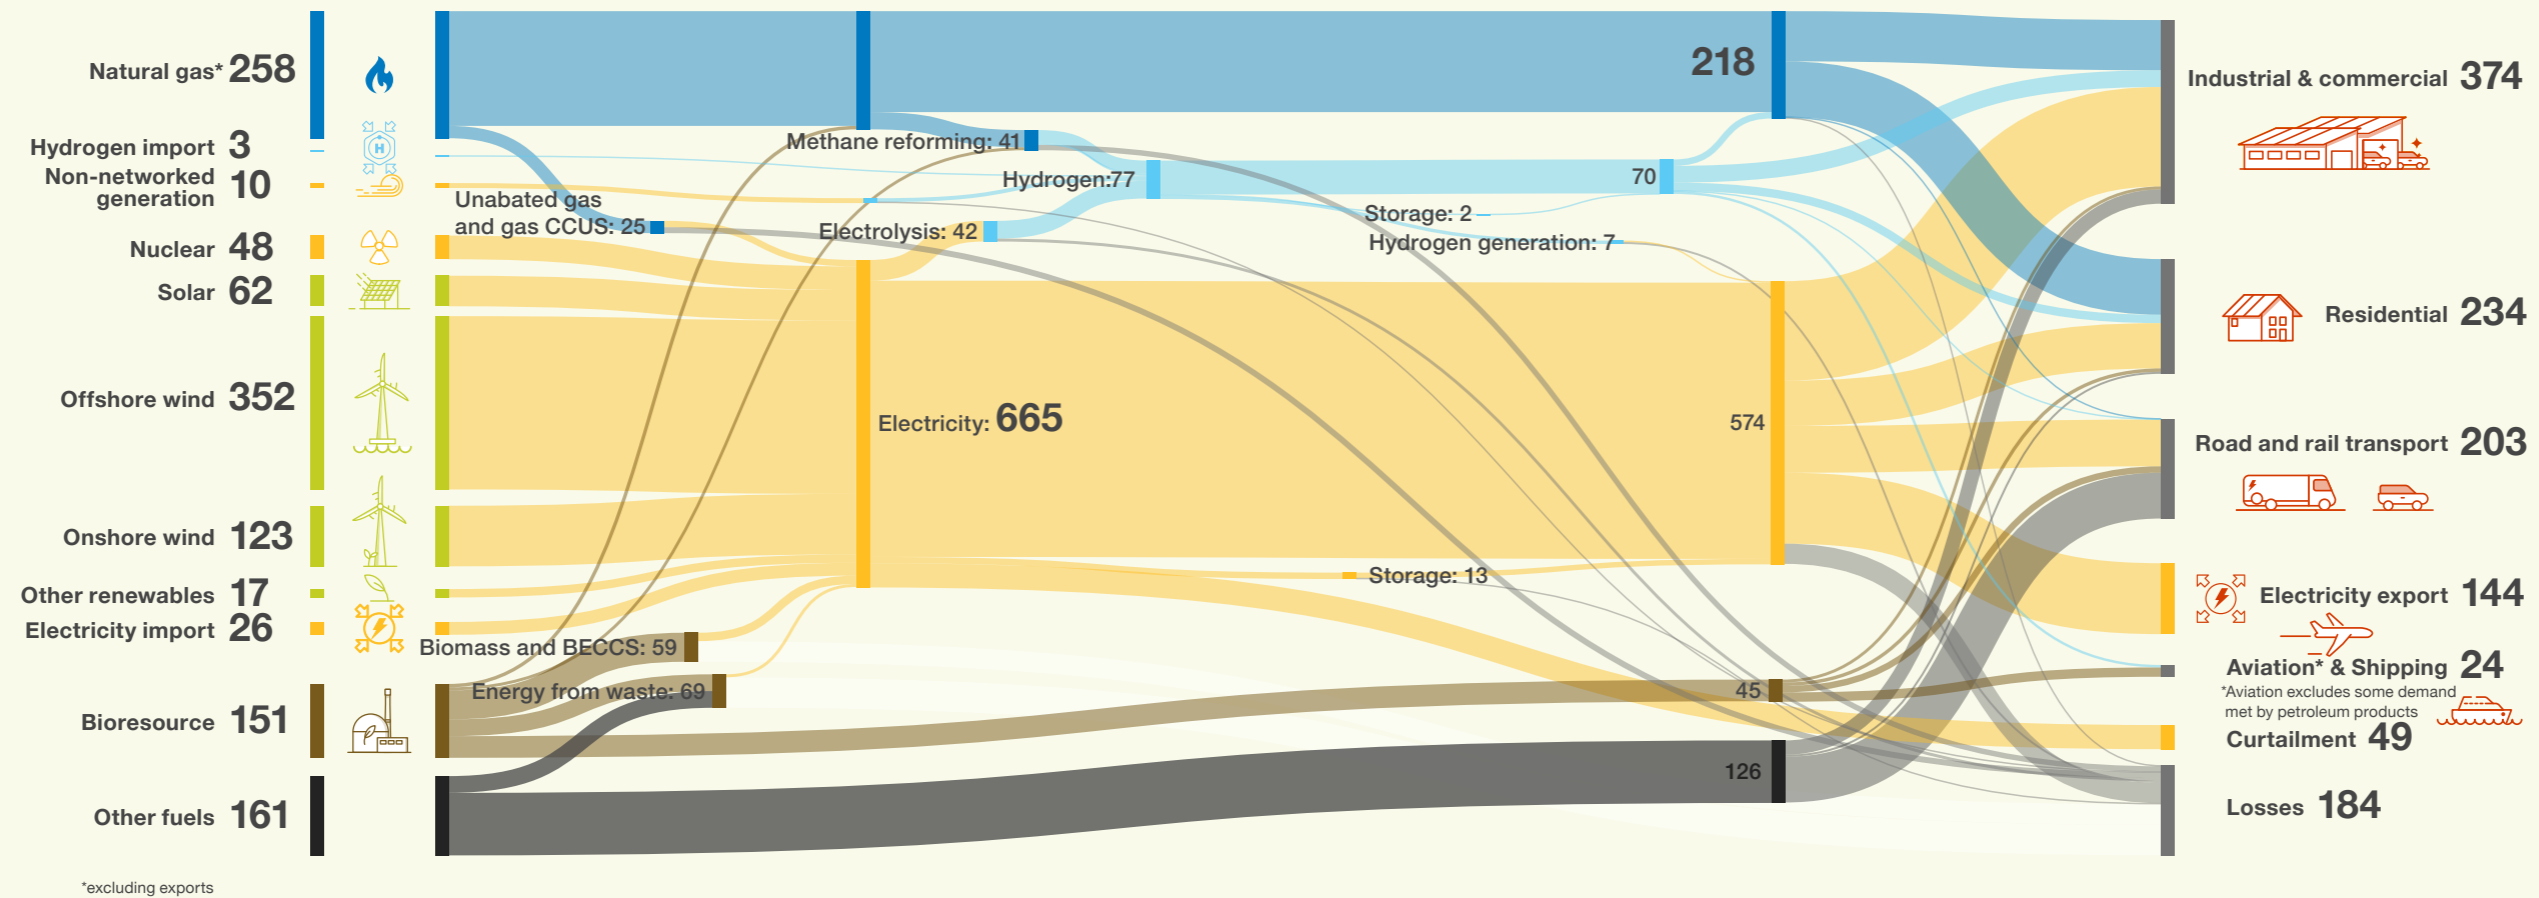 Natural gas* 258
Hydrogen import 3
Non-networked
generation 10
Nuclear 48
Solar 62
Offshore wind 352
Onshore wind 123
Other renewables 17
Electricity import 26
Bioresource 151
Other fuels 161
*excluding exports
H
Unabated gas
and gas CCUS: 25
Biomass and BECCS: 59
Energy from waste: 69
Methane reforming: 41
Electrolysis: 42
Hydrogen:77
Electricity: 665
Storage: 2
Hydrogen generation: 7
Storage: 13
218
70
574
45
126
Industrial & commercial 374
Residential 234
Road and rail transport 203
Electricity export 144
Aviation* & Shipping 24
*Aviation excludes some demand
met by petroleum products
Curtailment 49
Losses 184